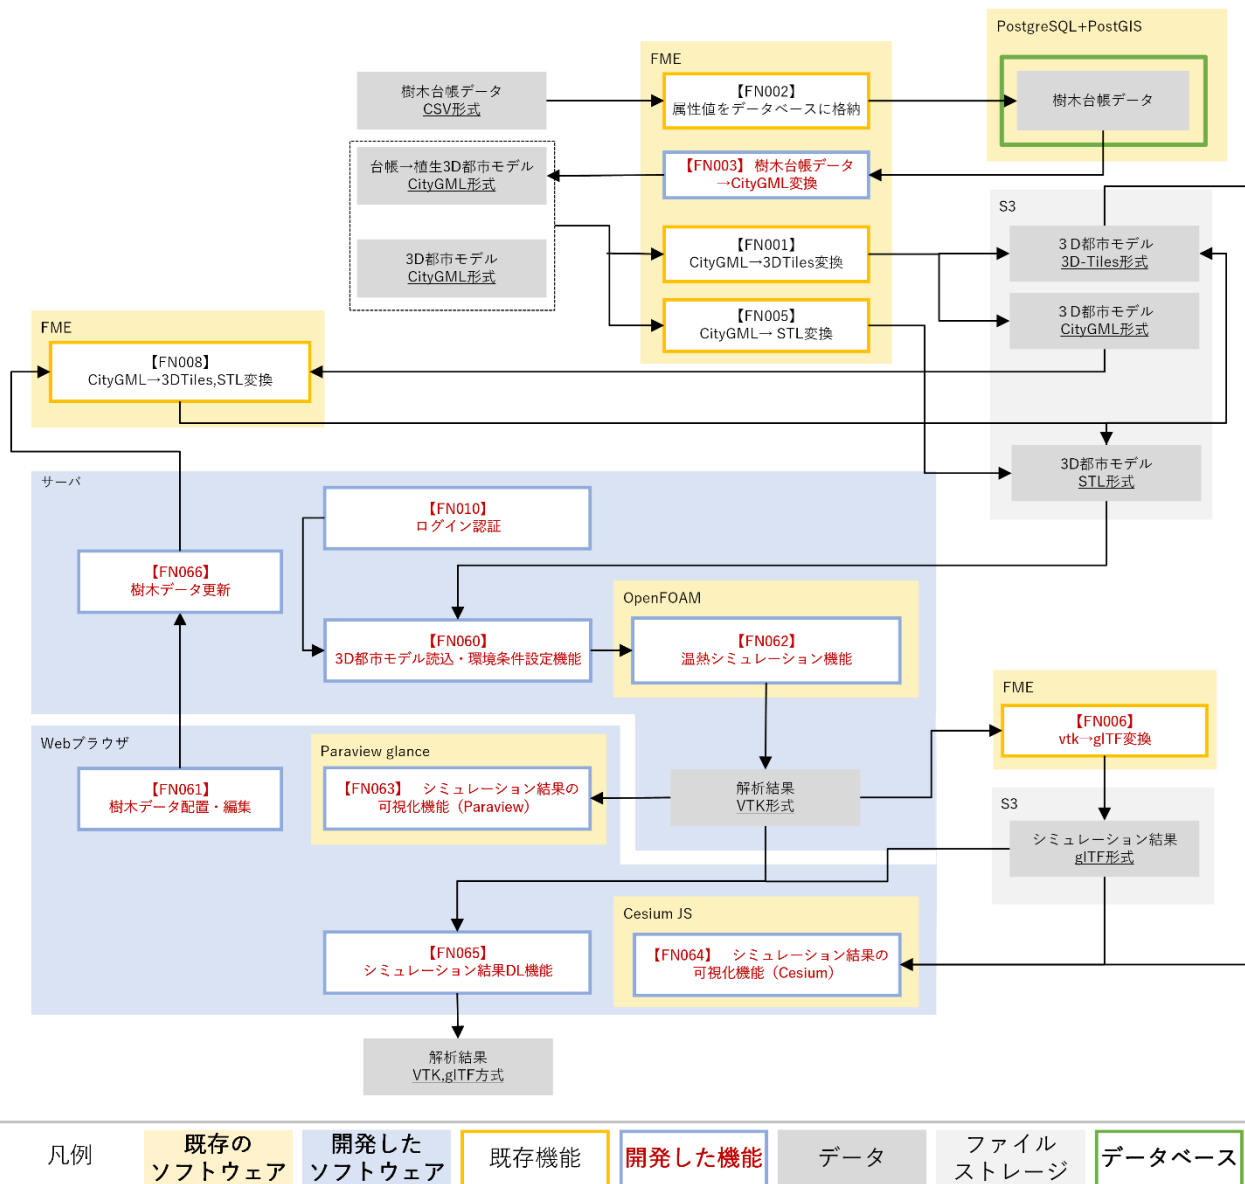 PostgreSQL+PostGIS
樹木台帳データ
FME
【FN002】
属性値をデータベースに格納
樹木台帳データ
CSV形式
【FN003】樹木台帳データ
→CityGML変換
台帳→植生3D都市モデル
CityGML形式
S3
【FN001】
CityGML→3DTiles変換
3D都市モデル
CityGML形式
３D都市モデル
3D-Tiles形式
【FN005】
CityGML→ STL変換
３D都市モデル
CityGML形式
FME
【FN008】
CityGML→3DTiles,STL変換
3D都市モデル
STL形式
サーバ
【FN010】
ログイン認証
【FN066】
樹木データ更新
OpenFOAM
【FN060】
3D都市モデル読込・環境条件設定機能
【FN062】
温熱シミュレーション機能
FME
【FN006】
vtk→glTF変換
Webブラウザ
Paraview glance
【FN061】
樹木データ配置・編集
【FN063】　シミュレーション結果の
可視化機能（Paraview）
解析結果
VTK形式
S3
シミュレーション結果
glTF形式
Cesium JS
【FN065】
シミュレーション結果DL機能
【FN064】　シミュレーション結果の
可視化機能（Cesium）
解析結果
VTK,glTF方式
凡例
既存の
ソフトウェア
開発した
ソフトウェア
既存機能
開発した機能
データ
ファイル
ストレージ
データベース